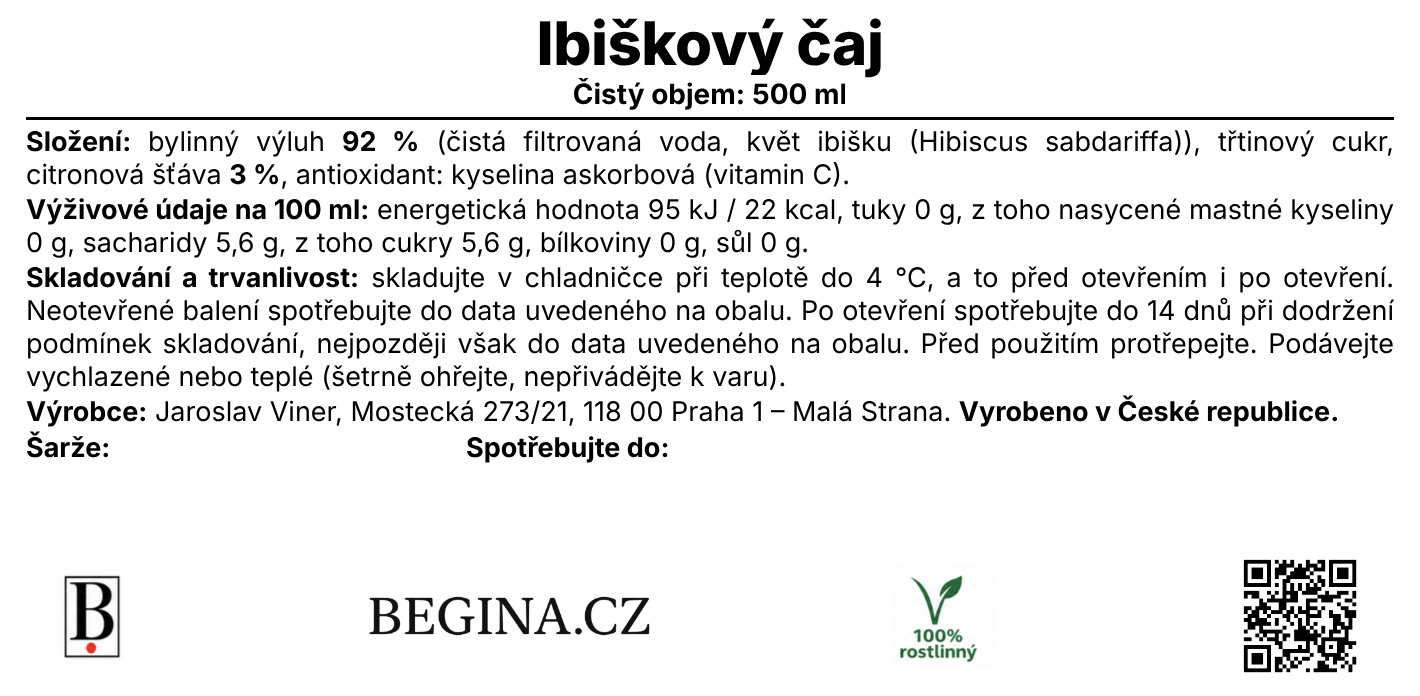 Ibiškový čaj
Čistý objem: 500 ml
Složení: bylinný výluh 92 % (čistá filtrovaná voda, květ ibišku (Hibiscus sabdariffa)), třtinový cukr,
citronová šťáva 3 %, antioxidant: kyselina askorbová (vitamin C).
Výživové údaje na 100 ml: energetická hodnota 95 kJ / 22 kcal, tuky 0 g, z toho nasycené mastné kyseliny
0 g, sacharidy 5,6 g, z toho cukry 5,6 g, bílkoviny 0 g, sůl 0 g.
Skladování a trvanlivost: skladujte v chladničce při teplotě do 4 °C, a to před otevřením i po otevření.
Neotevřené balení spotřebujte do data uvedeného na obalu. Po otevření spotřebujte do 14 dnů při dodržení
podmínek skladování, nejpozději však do data uvedeného na obalu. Před použitím protřepejte. Podávejte
vychlazené nebo teplé (šetrně ohřejte, nepřivádějte k varu).
Výrobce: Jaroslav Viner, Mostecká 273/21, 118 00 Praha 1 – Malá Strana. Vyrobeno v České republice.
Šarže: Spotřebujte do:
B
BEGINA.CZ
100%
rostlinný